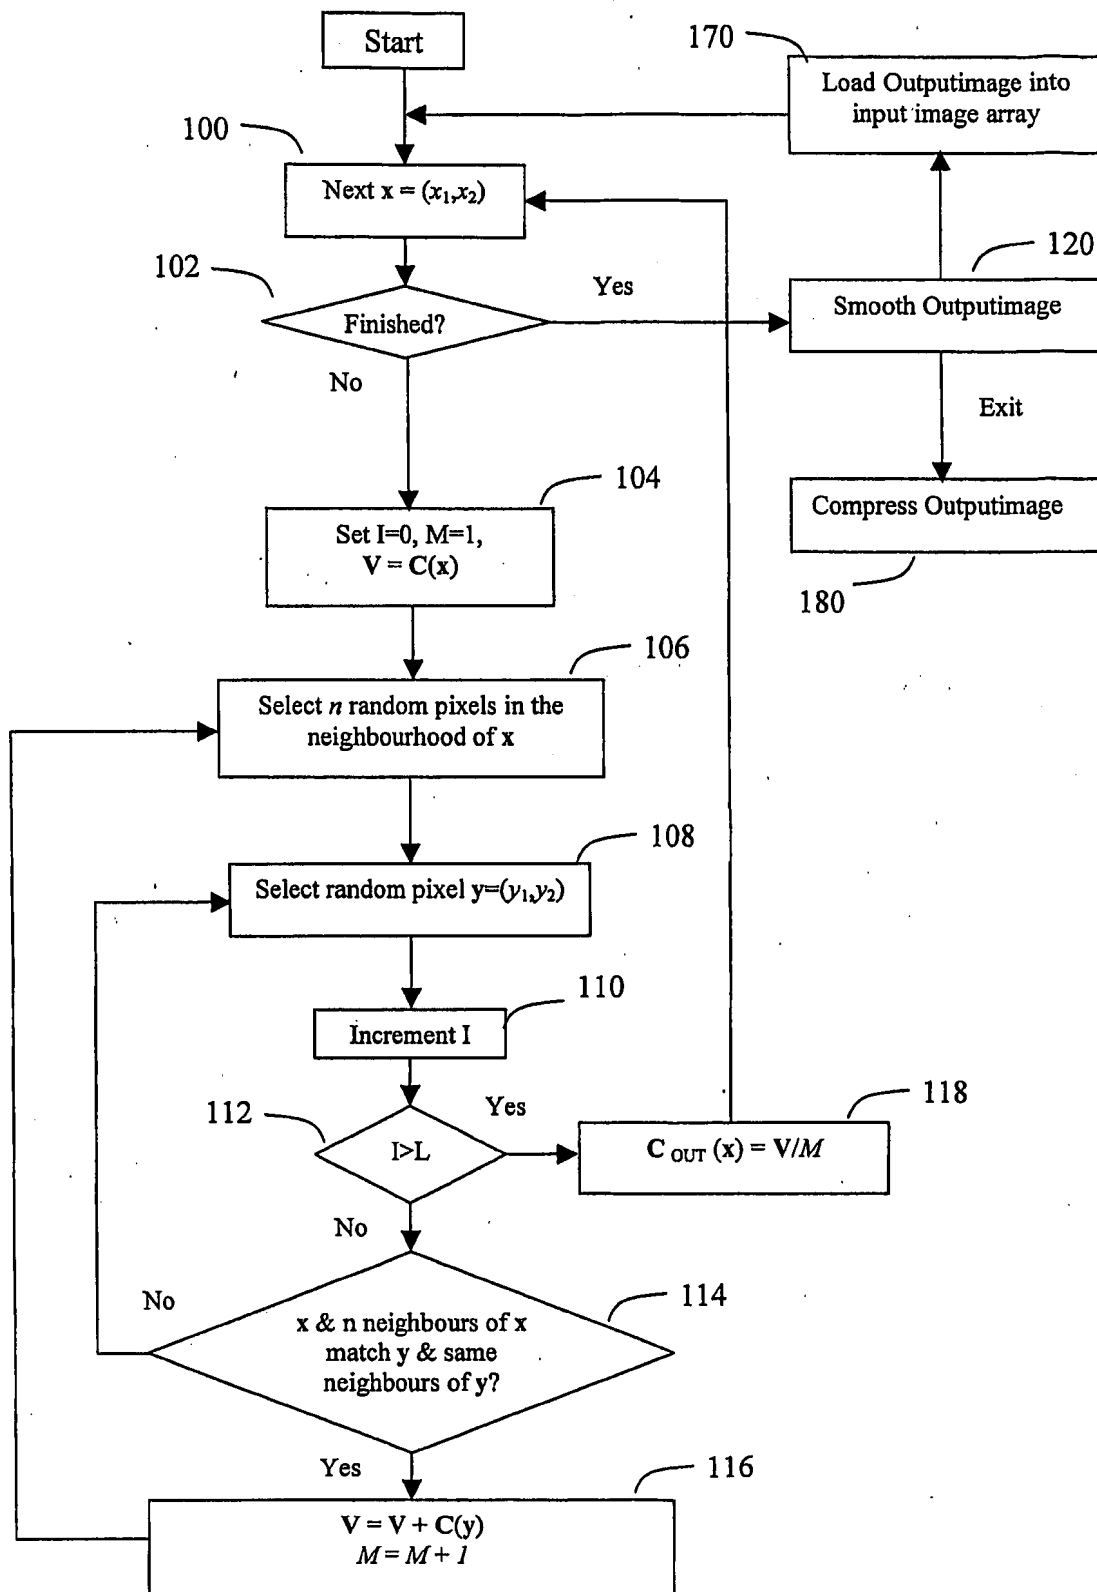 Start
170
Load Outputimage into
input image array
100
Next x = (x₁,x₂)
102
Finished?
Yes
120
Smooth Outputimage
No
Exit
104
Set I=0, M=1,
V = C(x)
Compress Outputimage
180
106
Select n random pixels in the
neighbourhood of x
108
Select random pixel y=(y₁,y₂)
110
Increment I
112
I>L
Yes
118
C OUT (x) = V/M
No
No
114
x & n neighbours of x
match y & same
neighbours of y?
Yes
116
V = V + C(y)
M = M + 1